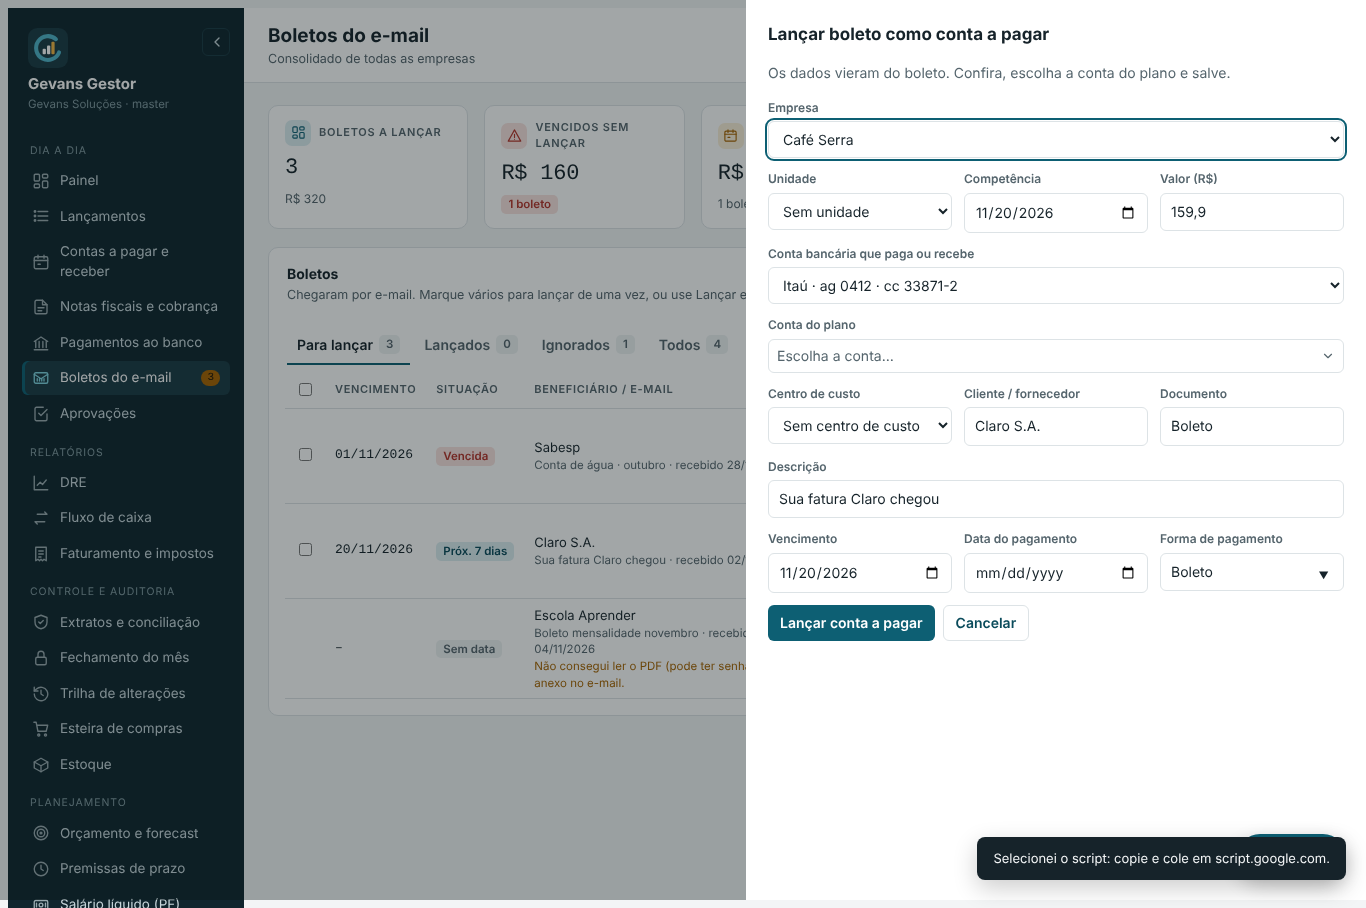 Gevans Gestor
Gevans Soluções · master
DIA A DIA
Painel
Lançamentos
Contas a pagar e
receber
Notas fiscais e cobrança
Pagamentos ao banco
Boletos do e-mail 3
Aprovações
RELATÓRIOS
DRE
Fluxo de caixa
Faturamento e impostos
CONTROLE E AUDITORIA
Extratos e conciliação
Fechamento do mês
Trilha de alterações
Esteira de compras
Estoque
PLANEJAMENTO
Orçamento e forecast
Premissas de prazo
Salário líquido (PF)
Boletos do e-mail
Consolidado de todas as empresas
BOLETOS A LANÇAR
3
R$ 320
VENCIDOS SEM
LANÇAR
R$ 160
1 boleto
R$
1 bole
Boletos
Chegaram por e-mail. Marque vários para lançar de uma vez, ou use Lançar e
Para lançar 3 Lançados 0 Ignorados 1 Todos 4
VENCIMENTO SITUAÇÃO BENEFICIÁRIO / E-MAIL
01/11/2026 Vencida Sabesp
Conta de água · outubro · recebido 28/
20/11/2026 Próx. 7 dias Claro S.A.
Sua fatura Claro chegou · recebido 02/
– Sem data Escola Aprender
Boleto mensalidade novembro · recebid
04/11/2026
Não consegui ler o PDF (pode ter senha
anexo no e-mail.
Lançar boleto como conta a pagar
Os dados vieram do boleto. Confira, escolha a conta do plano e salve.
Empresa
Café Serra
Unidade Competência Valor (R$)
Sem unidade 11/20/2026 159,9
Conta bancária que paga ou recebe
Itaú · ag 0412 · cc 33871-2
Conta do plano
Escolha a conta...
Centro de custo Cliente / fornecedor Documento
Sem centro de custo Claro S.A. Boleto
Descrição
Sua fatura Claro chegou
Vencimento Data do pagamento Forma de pagamento
11/20/2026 mm/dd/yyyy Boleto
Lançar conta a pagar Cancelar
Selecionei o script: copie e cole em script.google.com.